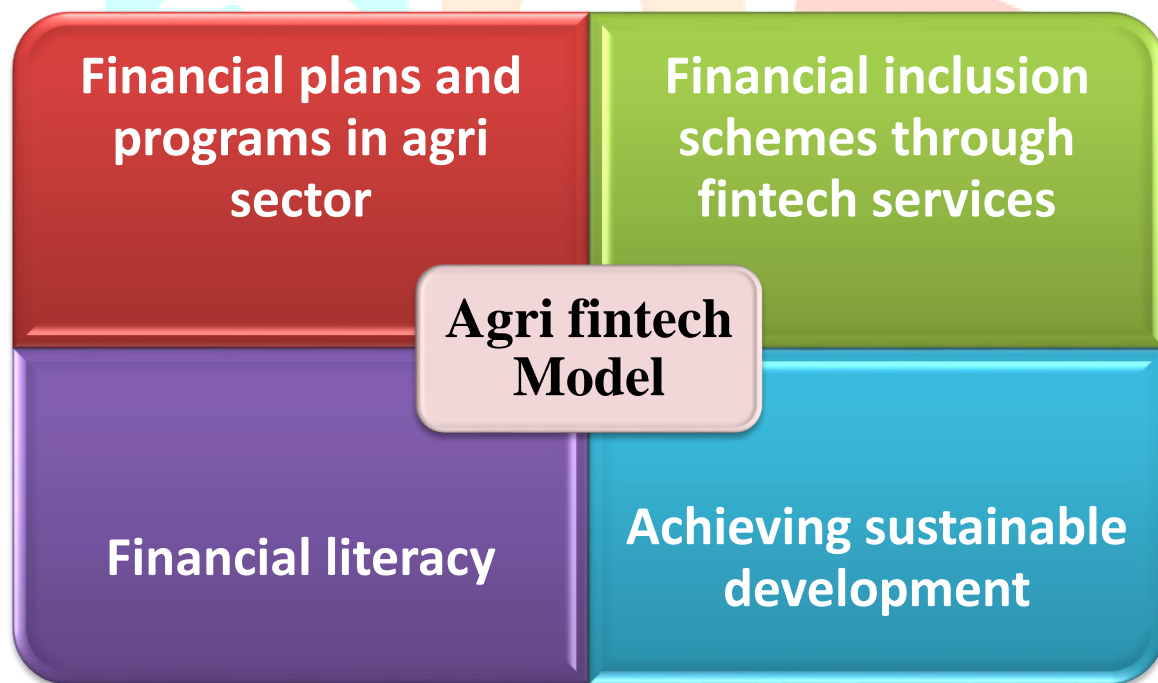 Financial plans and
programs in agri
sector
Financial inclusion
schemes through
fintech services
Agri fintech
Model
Financial literacy
Achieving sustainable
development